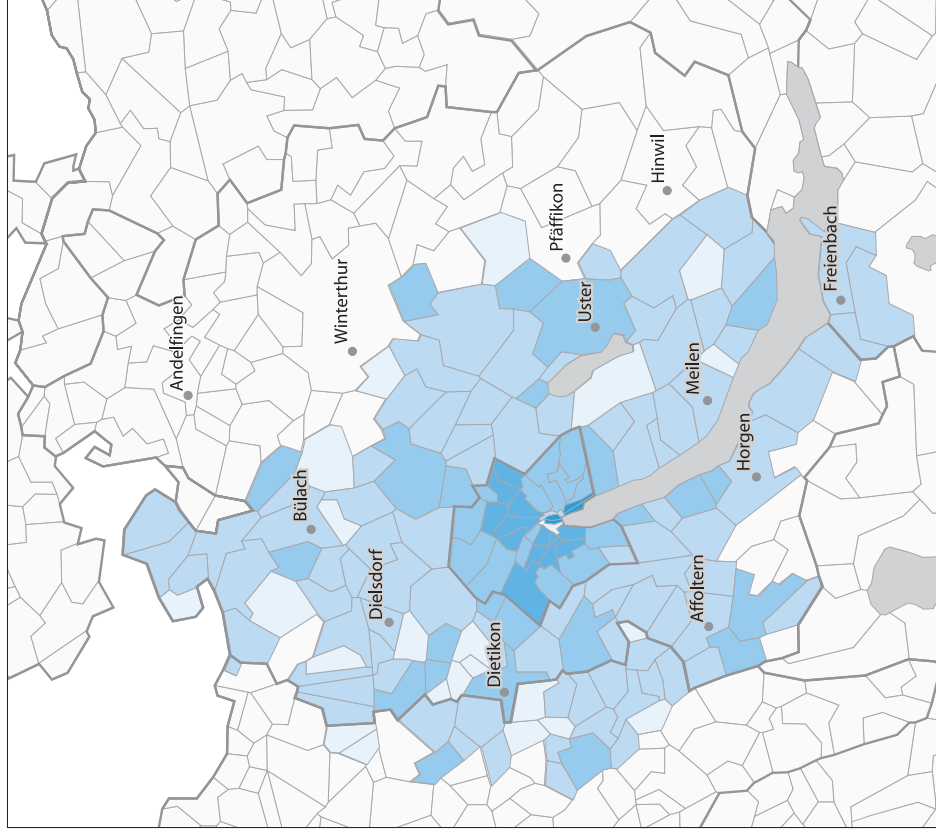 Andelfingen
Winterthur
Pfäffikon
Hinwil
Bülach
Uster
Freienbach
Dielsdorf
Meilen
Horgen
Dietikon
Affoltern